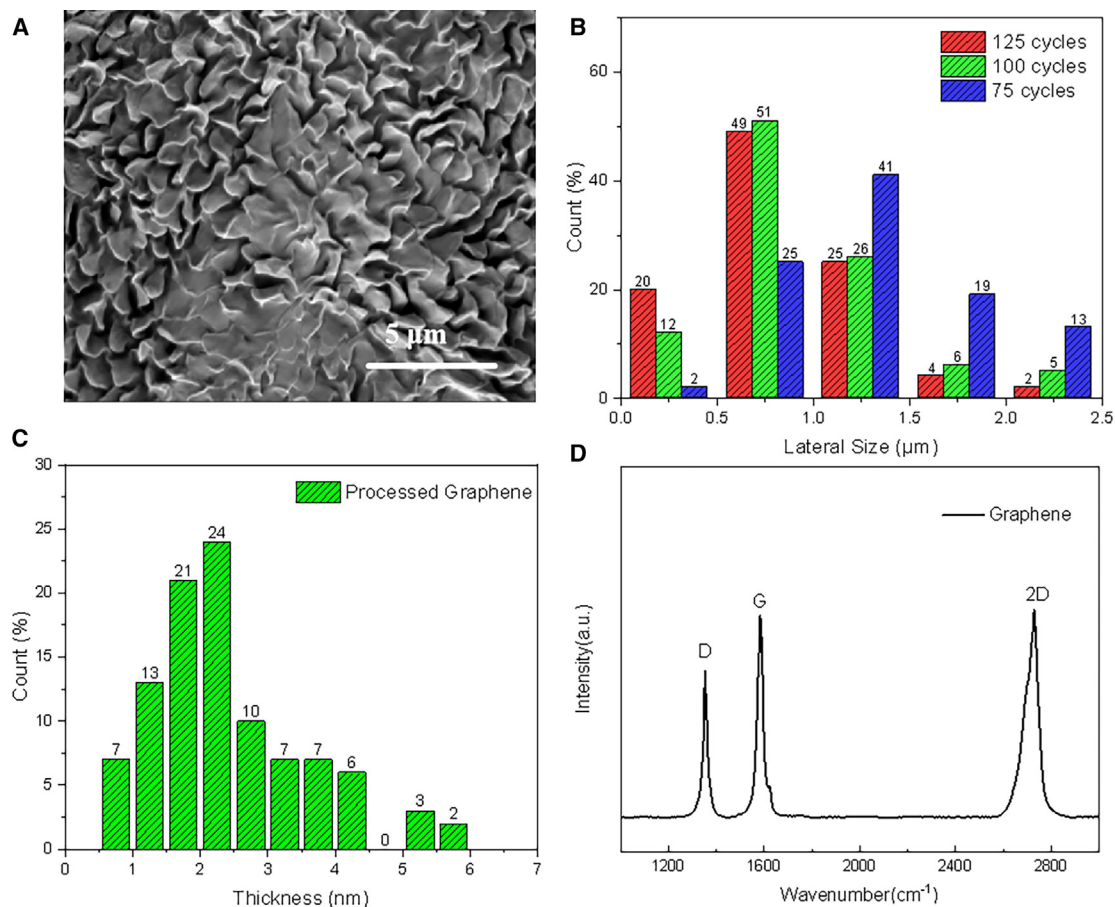 A
5 µm
B
125 cycles
100 cycles
75 cycles
Count (%)
60
40
20
0
49
51
41
25
25
26
20
19
12
13
2
4
6
2
5
0.0 0.5 1.0 1.5 2.0 2.5
Lateral Size (µm)
C
Processed Graphene
Count (%)
30
25
20
15
10
5
0
7
13
21
24
10
7
7
6
0
3
2
0 1 2 3 4 5 6 7
Thickness (nm)
D
Graphene
Intensity(a.u.)
D
G
2D
1200 1600 2000 2400 2800
Wavenumber(cm⁻¹)